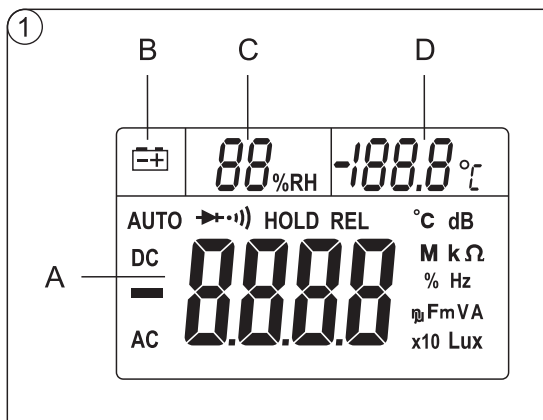 1
B C D
88 %RH -188.8 °C
AUTO HOLD REL °C dB
DC 8.8.8.8 M k Ω
A % Hz
FmVA
AC x10 Lux